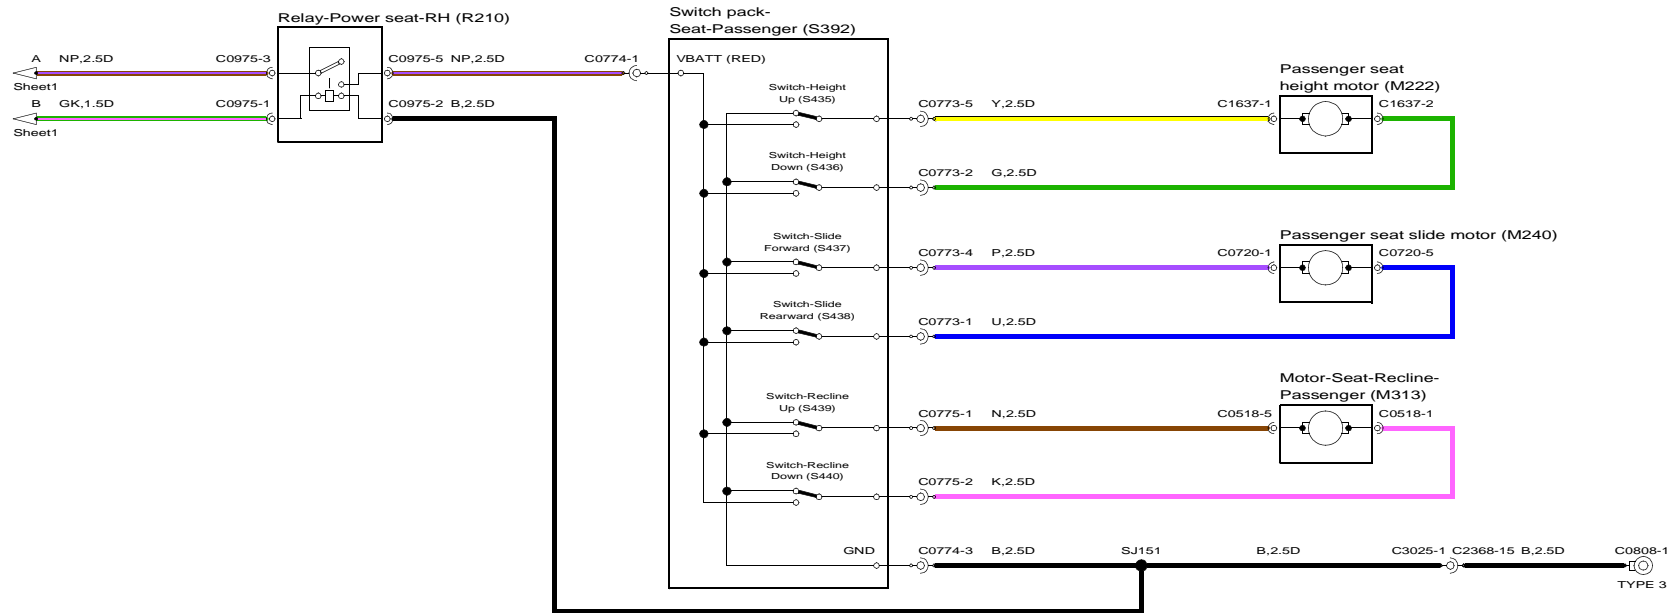 Relay-Power seat-RH (R210)
Switch pack-
Seat-Passenger (S392)
A NP,2.5D C0975-3
C0975-5 NP,2.5D C0774-1
VBATT (RED)
Sheet1
B GK,1.5D C0975-1
C0975-2 B,2.5D
Sheet1
Switch-Height
Up (S435)
C0773-5 Y,2.5D C1637-1
Passenger seat
height motor (M222)
C1637-2
Switch-Height
Down (S436)
C0773-2 G,2.5D
Switch-Slide
Forward (S437)
C0773-4 P,2.5D C0720-1
Passenger seat slide motor (M240)
C0720-5
Switch-Slide
Rearward (S438)
C0773-1 U,2.5D
Switch-Recline
Up (S439)
C0775-1 N,2.5D C0518-5
Motor-Seat-Recline-
Passenger (M313)
C0518-1
Switch-Recline
Down (S440)
C0775-2 K,2.5D
GND
C0774-3 B,2.5D SJ151 B,2.5D C3025-1 C2368-15 B,2.5D C0808-1
TYPE 3